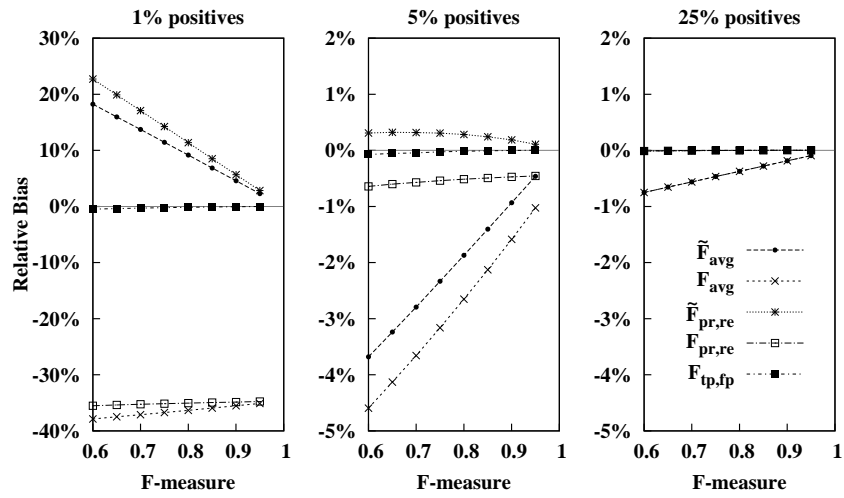 1% positives
5% positives
25% positives
Relative Bias
30%
20%
10%
0%
-10%
-20%
-30%
-40%
0.6 0.7 0.8 0.9 1
F-measure
2%
1%
0%
-1%
-2%
-3%
-4%
-5%
0.6 0.7 0.8 0.9 1
F-measure
2%
1%
0%
-1%
-2%
-3%
-4%
-5%
0.6 0.7 0.8 0.9 1
F-measure
F̃avg
Favg
F̃pr,re
Fpr,re
Ftp,fp